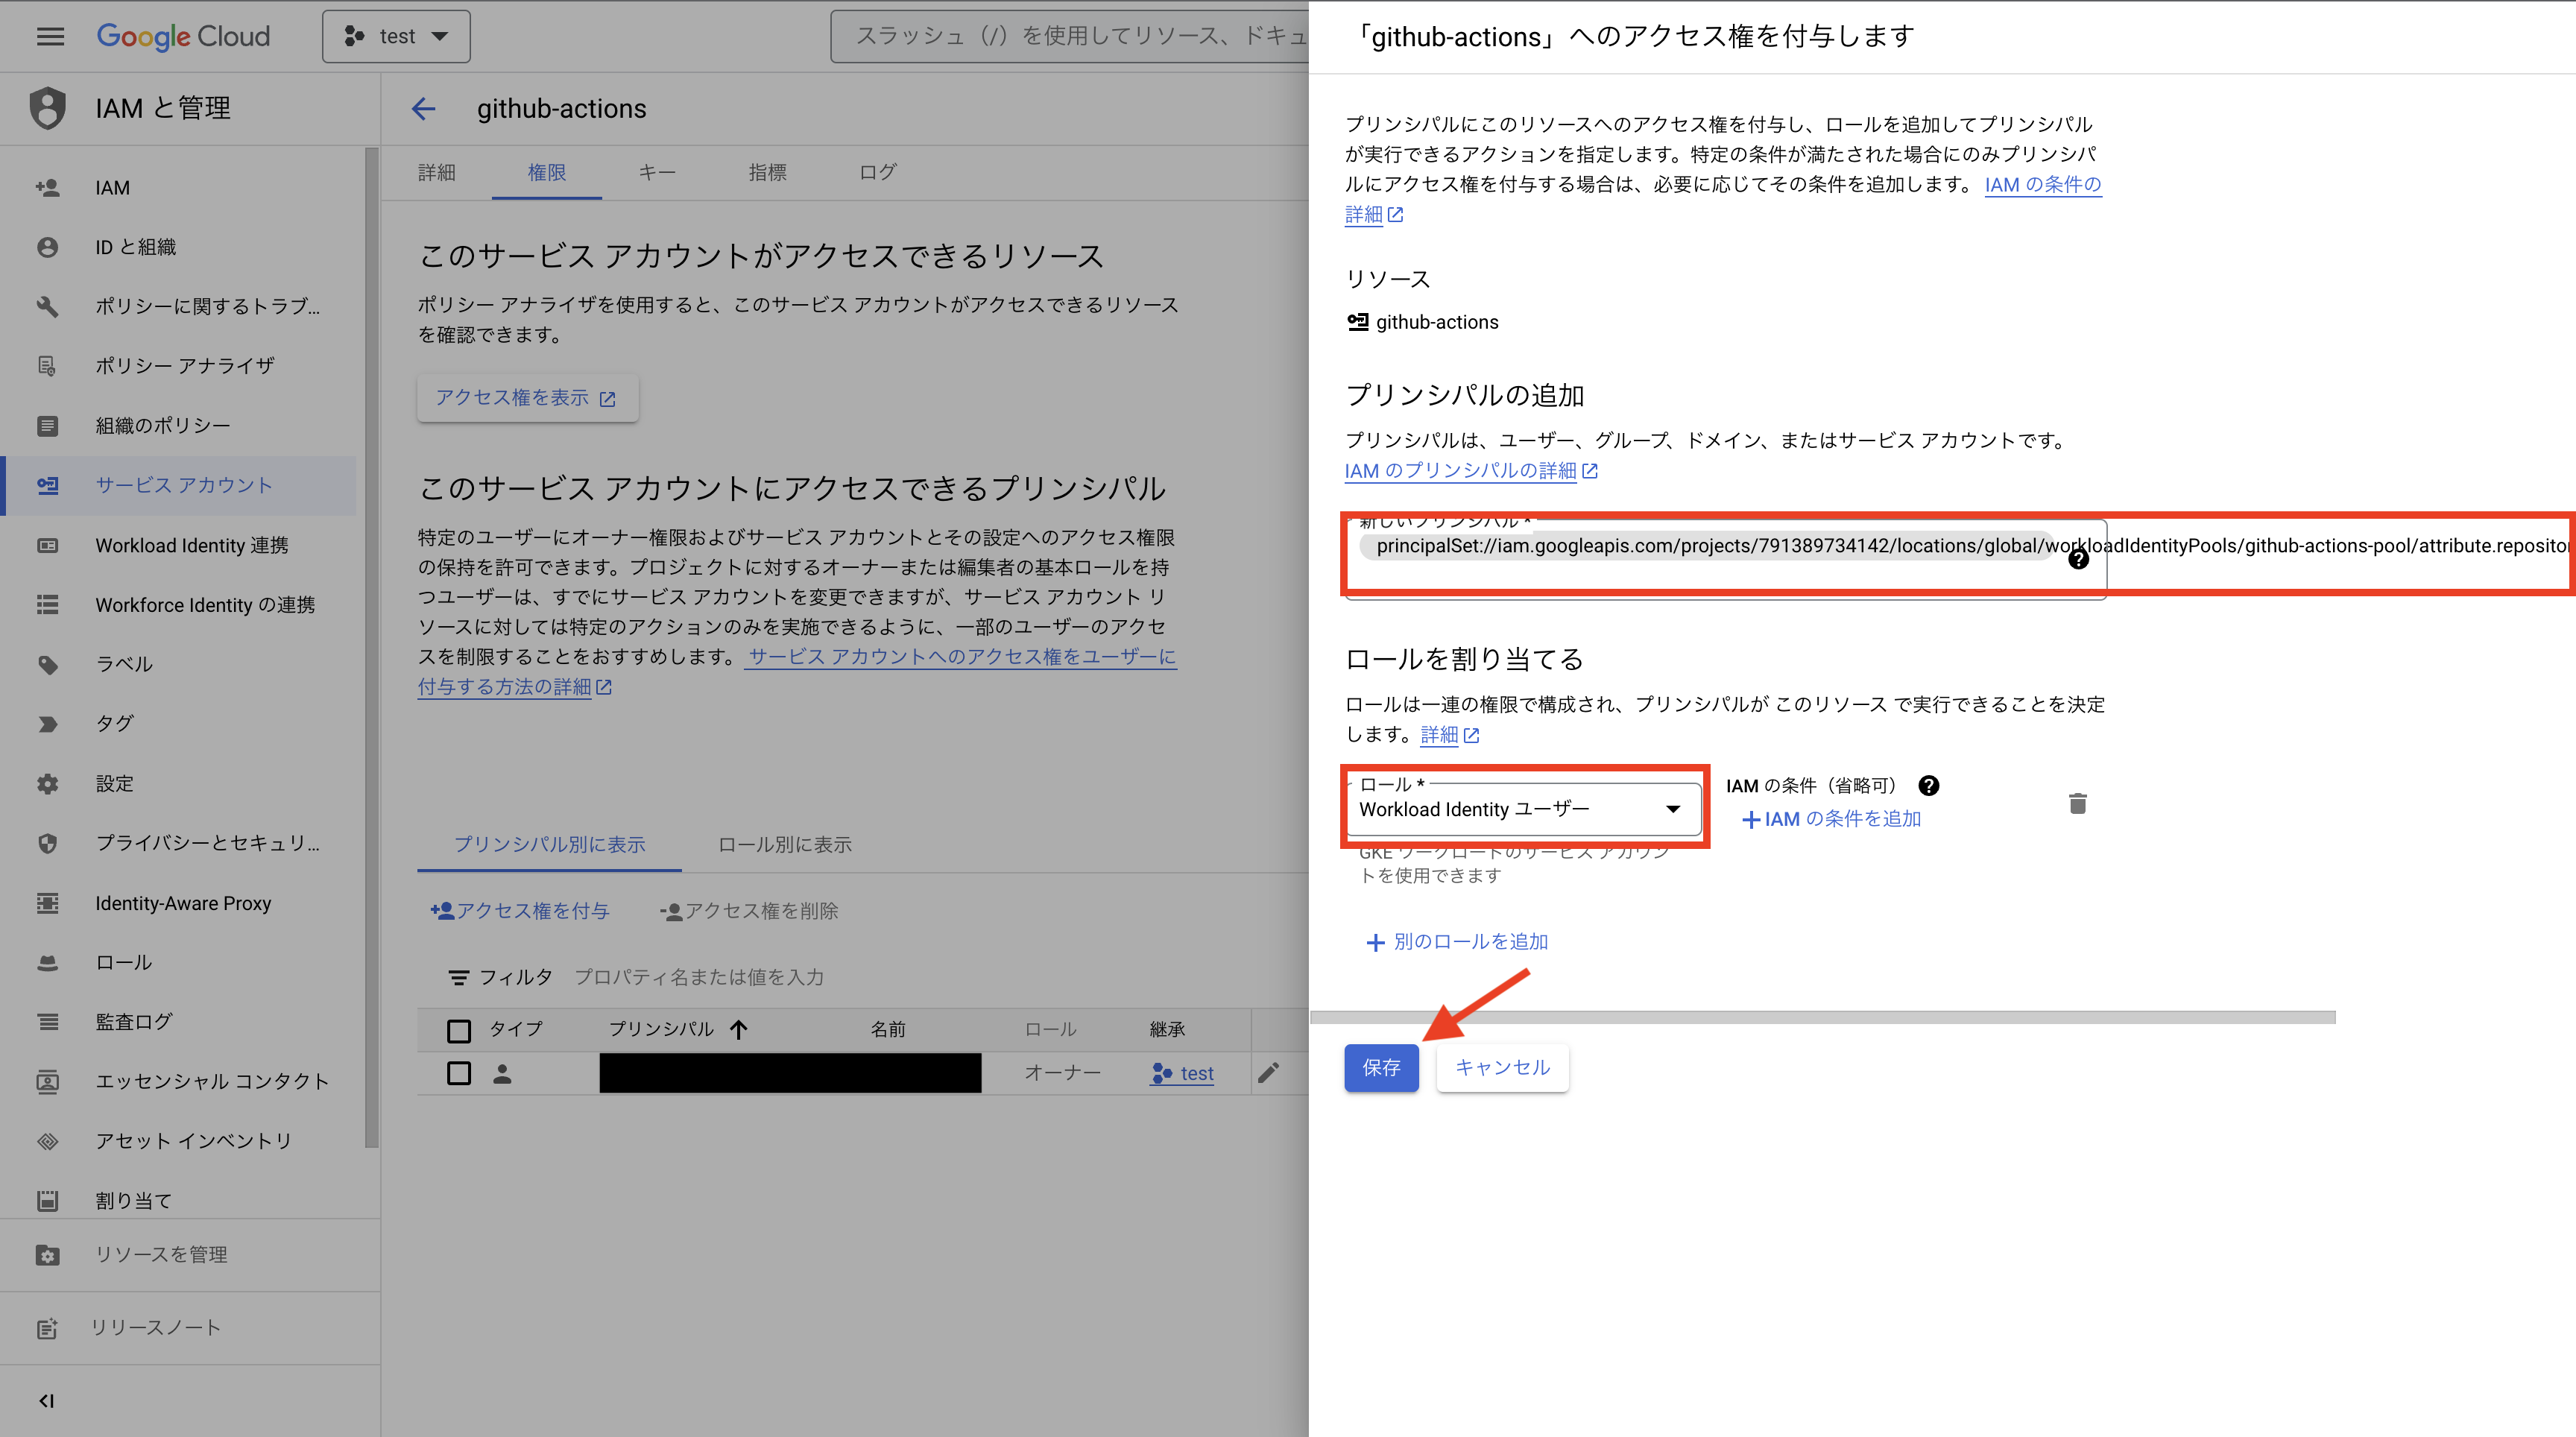 Google Cloud
test
スラッシュ（/）を使用してリソース、ドキュ
IAM と管理
IAM
ID と組織
ポリシーに関するトラブ...
ポリシー アナライザ
組織のポリシー
サービス アカウント
Workload Identity 連携
Workforce Identity の連携
ラベル
タグ
設定
プライバシーとセキュリ...
Identity-Aware Proxy
ロール
監査ログ
エッセンシャル コンタクト
アセット インベントリ
割り当て
リソースを管理
リリースノート
github-actions
詳細
権限
キー
指標
ログ
このサービス アカウントがアクセスできるリソース
ポリシー アナライザを使用すると、このサービス アカウントがアクセスできるリソース
を確認できます。
アクセス権を表示
このサービス アカウントにアクセスできるプリンシパル
特定のユーザーにオーナー権限およびサービス アカウントとその設定へのアクセス権限
の保持を許可できます。プロジェクトに対するオーナーまたは編集者の基本ロールを持
つユーザーは、すでにサービス アカウントを変更できますが、サービス アカウント リ
ソースに対しては特定のアクションのみを実施できるように、一部のユーザーのアクセ
スを制限することをおすすめします。 サービス アカウントへのアクセス権をユーザーに
付与する方法の詳細
プリンシパル別に表示
ロール別に表示
アクセス権を付与
アクセス権を削除
フィルタ プロパティ名または値を入力
タイプ プリンシパル 名前 ロール 継承
オーナー test
「github-actions」へのアクセス権を付与します
プリンシパルにこのリソースへのアクセス権を付与し、ロールを追加してプリンシパル
が実行できるアクションを指定します。特定の条件が満たされた場合にのみプリンシパ
ルにアクセス権を付与する場合は、必要に応じてその条件を追加します。 IAM の条件の
詳細
リソース
github-actions
プリンシパルの追加
プリンシパルは、ユーザー、グループ、ドメイン、またはサービス アカウントです。
IAM のプリンシパルの詳細
新しいプリンシパル *
principalSet://iam.googleapis.com/projects/791389734142/locations/global/workloadIdentityPools/github-actions-pool/attribute.repositor
ロールを割り当てる
ロールは一連の権限で構成され、プリンシパルが このリソース で実行できることを決定
します。詳細
ロール *
Workload Identity ユーザー
IAM の条件（省略可）
IAM の条件を追加
GKE ワークロードのサービス アカウン
トを使用できます
別のロールを追加
保存
キャンセル